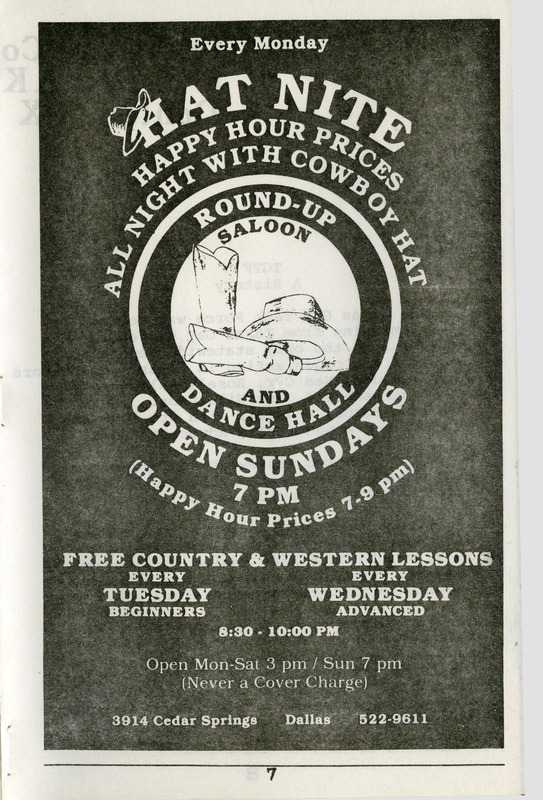 Every Monday
HAT NITE
HAPPY HOUR PRICES
ALL NIGHT WITH COWBOY HAT
ROUND-UP
SALOON
AND
DANCE HALL
OPEN SUNDAYS
7 PM
(Happy Hour Prices 7-9 pm)
FREE COUNTRY & WESTERN LESSONS
EVERY TUESDAY BEGINNERS
EVERY WEDNESDAY ADVANCED
8:30 - 10:00 PM
Open Mon-Sat 3 pm / Sun 7 pm
(Never a Cover Charge)
3914 Cedar Springs Dallas 522-9611
7